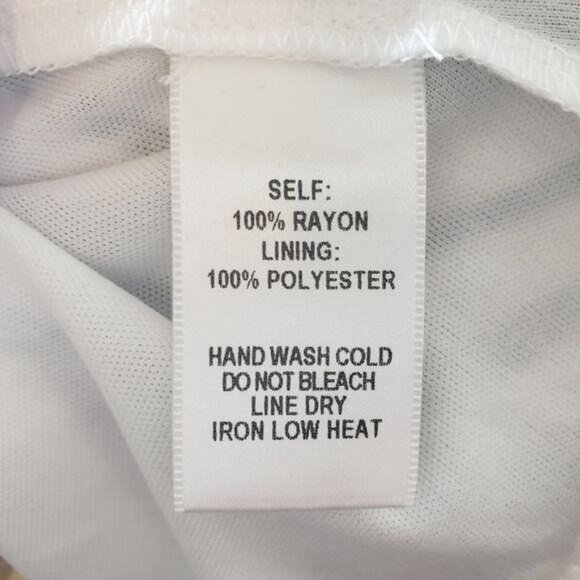 SELF:
100% RAYON
LINING:
100% POLYESTER
HAND WASH COLD
DO NOT BLEACH
LINE DRY
IRON LOW HEAT